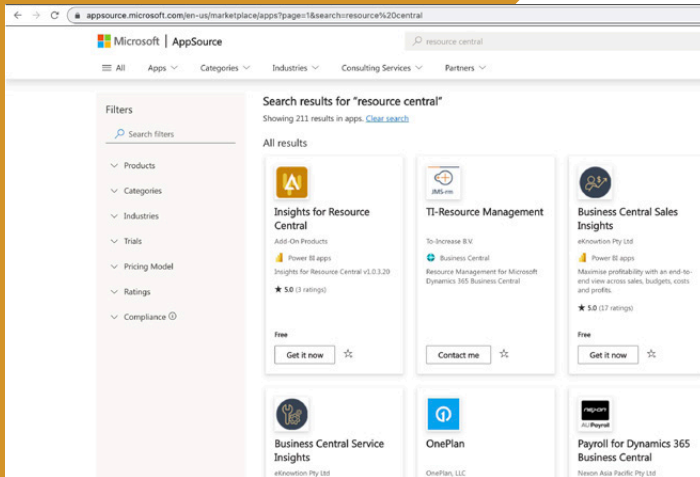 appsource.microsoft.com/en-us/marketplace/apps?page=1&search=resource%20central
Microsoft | AppSource
resource central
All Apps Categories Industries Consulting Services Partners
Filters
Search filters
Products
Categories
Industries
Trials
Pricing Model
Ratings
Compliance
Search results for "resource central"
Showing 211 results in apps. Clear search
All results
Insights for Resource
Central
Add-On Products
Power BI apps
Insights for Resource Central v1.0.3.20
★ 5.0 (3 ratings)
Free
Get it now
JMS-rm
TI-Resource Management
To-Increase B.V.
Business Central
Resource Management for Microsoft
Dynamics 365 Business Central
Contact me
Business Central Sales
Insights
eKnowtion Pty Ltd
Power BI apps
Maximise profitability with an end-to-
end view across sales, budgets, costs
and profits.
★ 5.0 (17 ratings)
Free
Get it now
Business Central Service
Insights
eKnowtion Pty Ltd
OnePlan
OnePlan, LLC
nexon
AU Payroll
Payroll for Dynamics 365
Business Central
Nexon Asia Pacific Pty Ltd